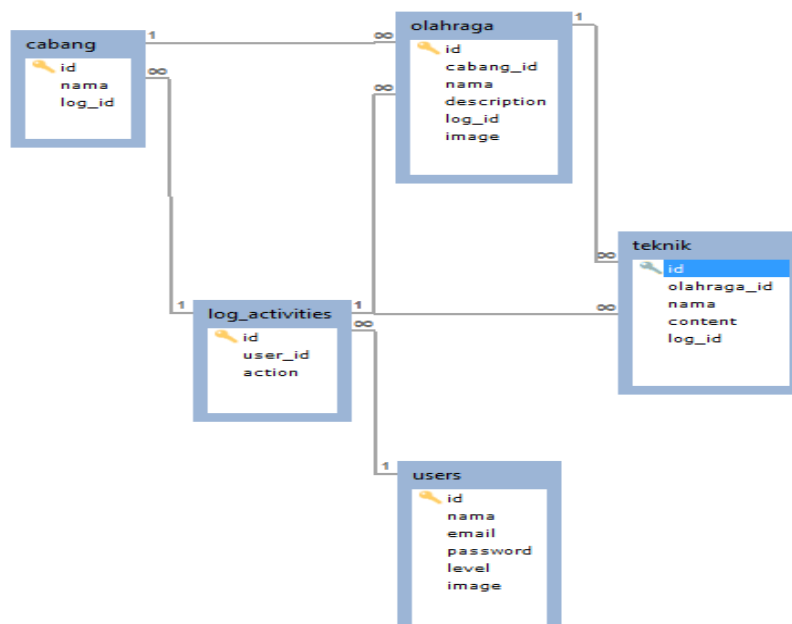 cabang
id
nama
log_id
1
∞
∞
1
olahraga
id
cabang_id
nama
description
log_id
image
∞
∞
1
teknik
id
olahraga_id
nama
content
log_id
∞
∞
log_activities
id
user_id
action
1
∞
1
users
id
nama
email
password
level
image